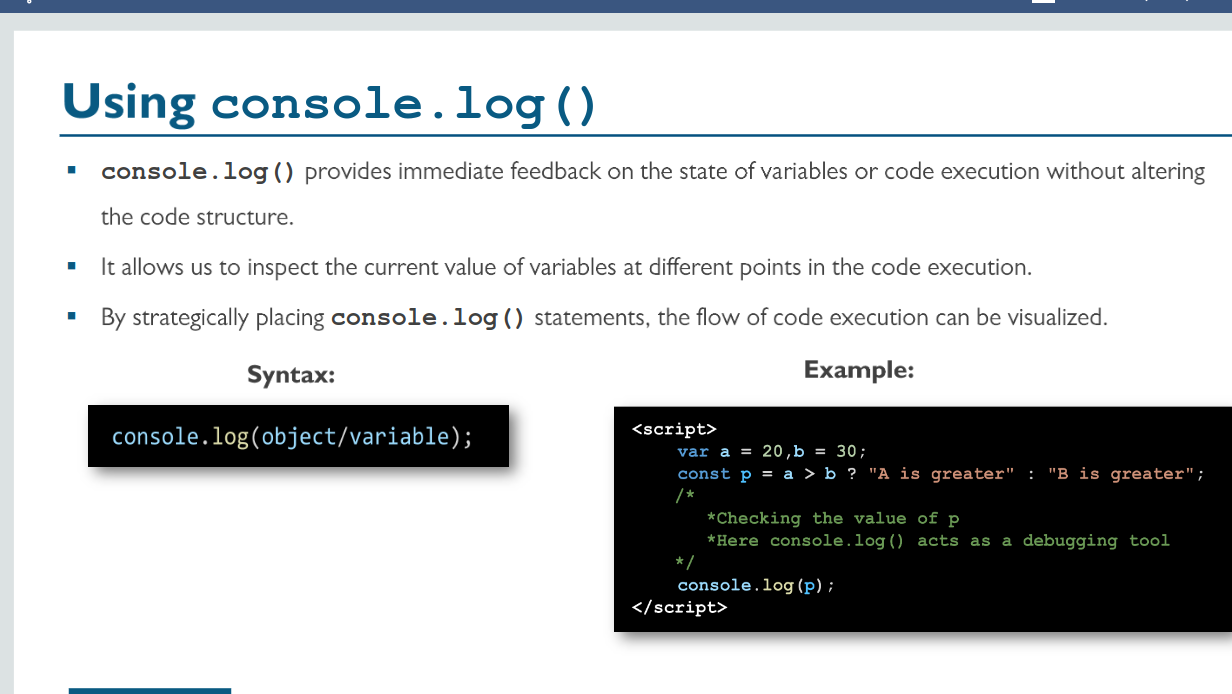 Using console.log()
▪ console.log() provides immediate feedback on the state of variables or code execution without altering
the code structure.
▪ It allows us to inspect the current value of variables at different points in the code execution.
▪ By strategically placing console.log() statements, the flow of code execution can be visualized.
Syntax:
console.log(object/variable);
Example:
<script>
var a = 20,b = 30;
const p = a > b ? "A is greater" : "B is greater";
/*
*Checking the value of p
*Here console.log() acts as a debugging tool
*/
console.log(p);
</script>